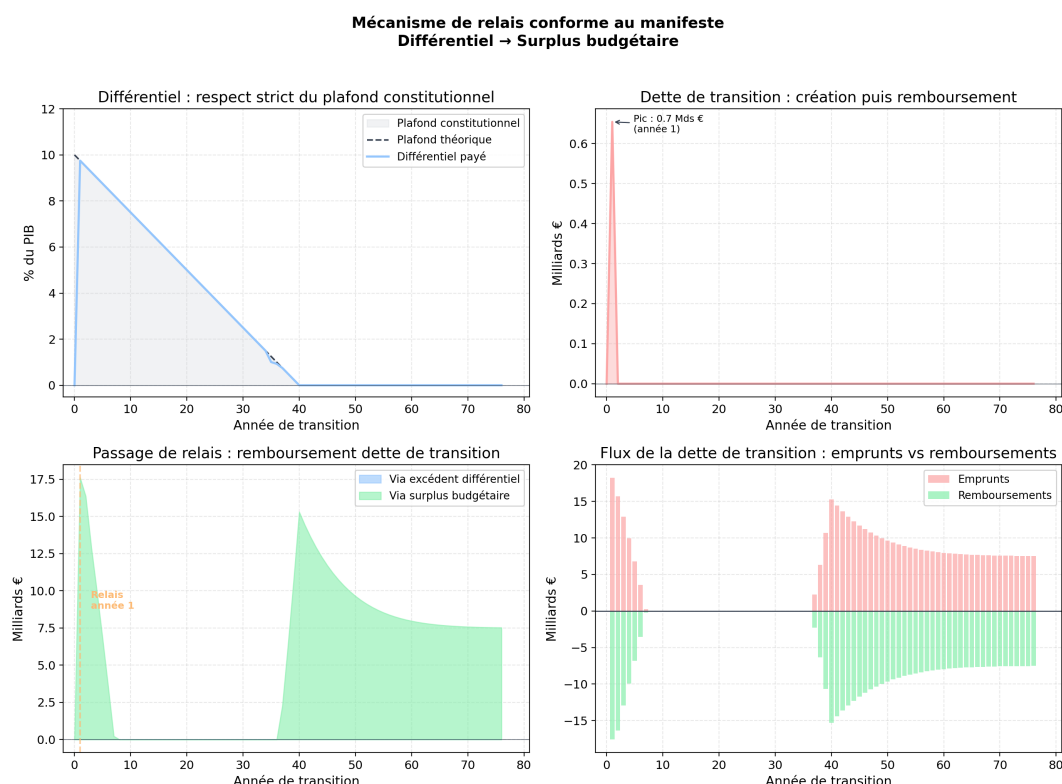 Mécanisme de relais conforme au manifeste
Différentiel → Surplus budgétaire
Différentiel : respect strict du plafond constitutionnel
12
10
8
6
4
2
0
% du PIB
Plafond constitutionnel
Plafond théorique
Différentiel payé
0 10 20 30 40 50 60 70 80
Année de transition
Dette de transition : création puis remboursement
Pic : 0.7 Mds €
(année 1)
0.6
0.5
0.4
0.3
0.2
0.1
0.0
Milliards €
0 10 20 30 40 50 60 70 80
Année de transition
Passage de relais : remboursement dette de transition
17.5
15.0
12.5
10.0
7.5
5.0
2.5
0.0
Milliards €
Via excédent différentiel
Via surplus budgétaire
Relais
année 1
0 10 20 30 40 50 60 70 80
Année de transition
Flux de la dette de transition : emprunts vs remboursements
20
15
10
5
0
−5
−10
−15
Milliards €
Emprunts
Remboursements
0 10 20 30 40 50 60 70 80
Année de transition